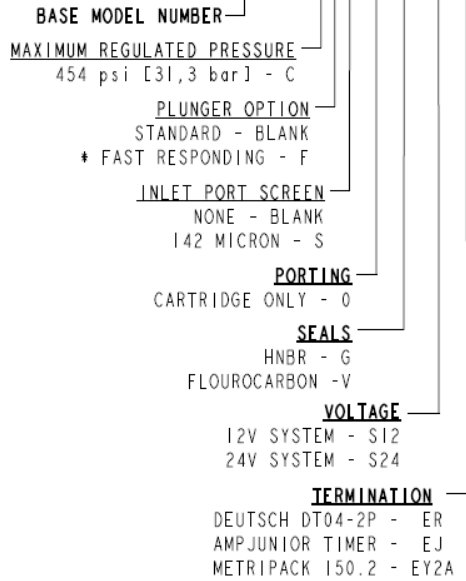 BASE MODEL NUMBER
MAXIMUM REGULATED PRESSURE
454 psi [31,3 bar] - C
PLUNGER OPTION
STANDARD - BLANK
* FAST RESPONDING - F
INLET PORT SCREEN
NONE - BLANK
142 MICRON - S
PORTING
CARTRIDGE ONLY - 0
SEALS
HNBR - G
FLOUROCARBON -V
VOLTAGE
12V SYSTEM - S12
24V SYSTEM - S24
TERMINATION
DEUTSCH DT04-2P - ER
AMPJUNIOR TIMER - EJ
METRIPACK 150.2 - EY2A